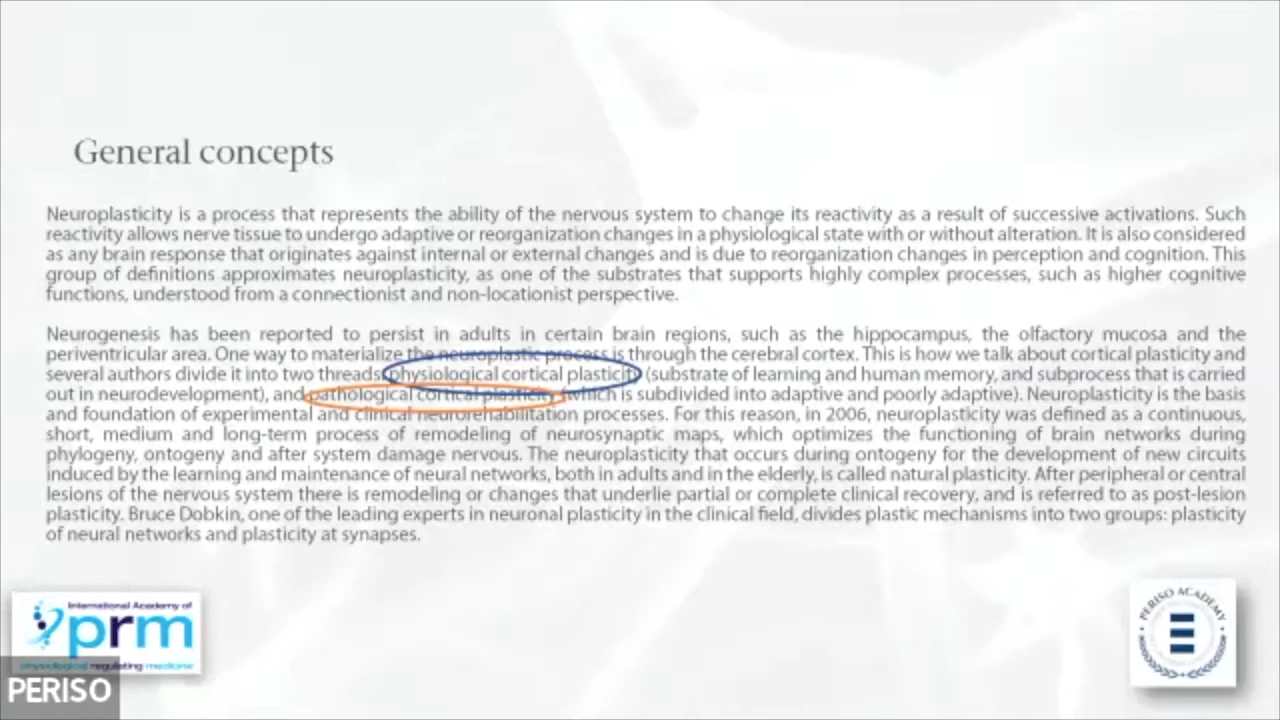 General concepts
Neuroplasticity is a process that represents the ability of the nervous system to change its reactivity as a result of successive activations. Such
reactivity allows nerve tissue to undergo adaptive or reorganization changes in a physiological state with or without alteration. It is also considered
as any brain response that originates against internal or external changes and is due to reorganization changes in perception and cognition. This
group of definitions approximates neuroplasticity, as one of the substrates that supports highly complex processes, such as higher cognitive
functions, understood from a connectionist and non-locationist perspective.
Neurogenesis has been reported to persist in adults in certain brain regions, such as the hippocampus, the olfactory mucosa and the
periventricular area. One way to materialize the neuroplastic process is through the cerebral cortex. This is how we talk about cortical plasticity and
several authors divide it into two threads: physiological cortical plasticity (substrate of learning and human memory, and subprocess that is carried
out in neurodevelopment), and pathological cortical plasticity (which is subdivided into adaptive and poorly adaptive). Neuroplasticity is the basis
and foundation of experimental and clinical neurorehabilitation processes. For this reason, in 2006, neuroplasticity was defined as a continuous,
short, medium and long-term process of remodeling of neurosynaptic maps, which optimizes the functioning of brain networks during
phylogeny, ontogeny and after system damage nervous. The neuroplasticity that occurs during ontogeny for the development of new circuits
induced by the learning and maintenance of neural networks, both in adults and in the elderly, is called natural plasticity. After peripheral or central
lesions of the nervous system there is remodeling or changes that underlie partial or complete clinical recovery, and is referred to as post-lesion
plasticity. Bruce Dobkin, one of the leading experts in neuronal plasticity in the clinical field, divides plastic mechanisms into two groups: plasticity
of neural networks and plasticity at synapses.
International Academy of
prm
physiological regulating medicine
PERISO
PERISO ACADEMY